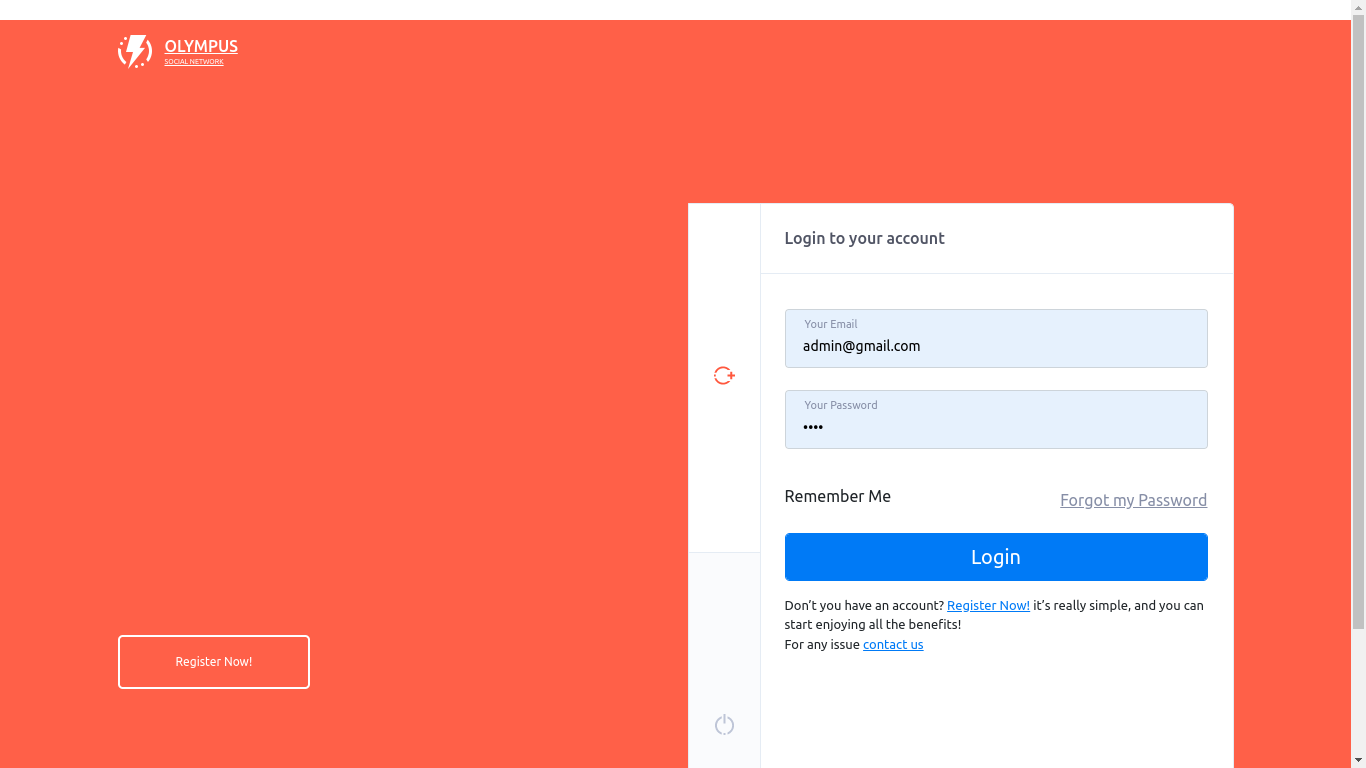 OLYMPUS
SOCIAL NETWORK
Login to your account
Your Email
admin@gmail.com
Your Password
••••
Remember Me
Forgot my Password
Login
Don’t you have an account? Register Now! it’s really simple, and you can
start enjoying all the benefits!
For any issue contact us
Register Now!